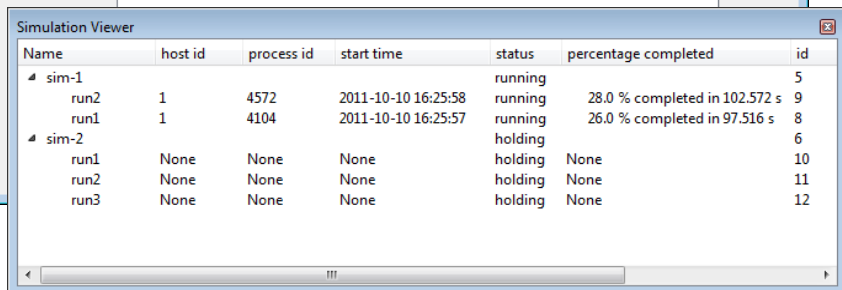 Simulation Viewer
Name host id process id start time status percentage completed id
sim-1 running 5
run2 1 4572 2011-10-10 16:25:58 running 28.0 % completed in 102.572 s 9
run1 1 4104 2011-10-10 16:25:57 running 26.0 % completed in 97.516 s 8
sim-2 holding 6
run1 None None None holding None 10
run2 None None None holding None 11
run3 None None None holding None 12